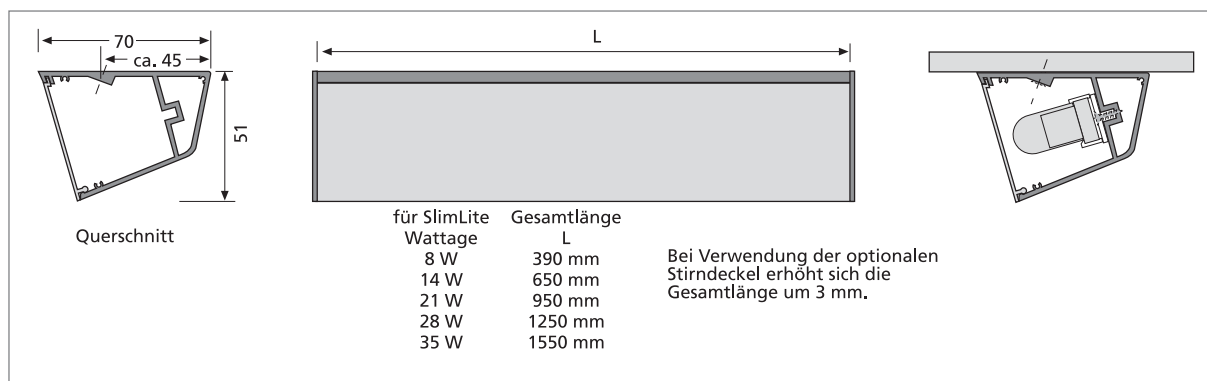 70
ca. 45
51
Querschnitt
L
für SlimLite Gesamtlänge
Wattage L
8 W 390 mm
14 W 650 mm
21 W 950 mm
28 W 1250 mm
35 W 1550 mm
Bei Verwendung der optionalen
Stirndeckel erhöht sich die
Gesamtlänge um 3 mm.